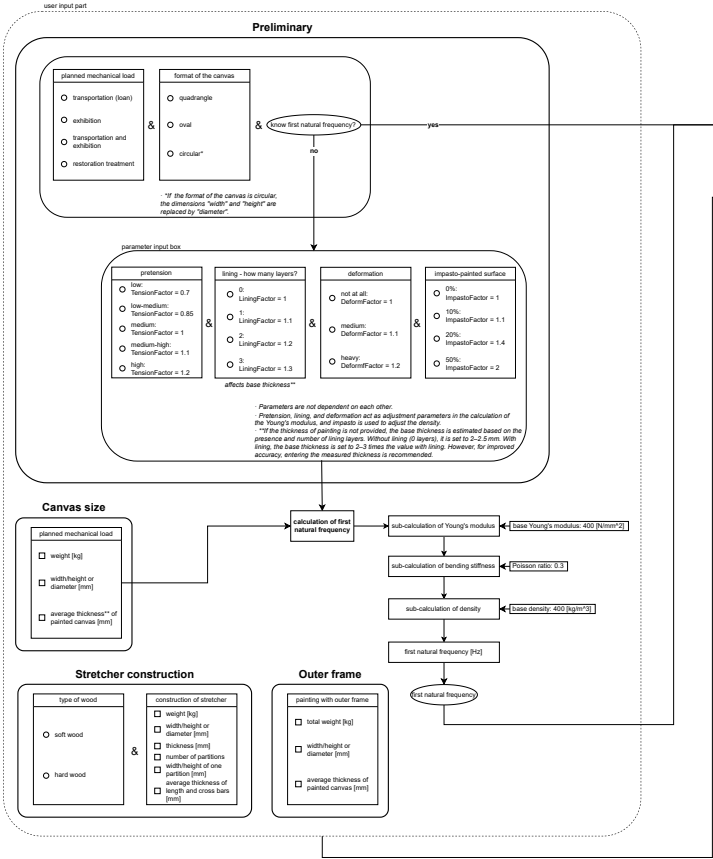 user input part
Preliminary
planned mechanical load
transportation (loan)
exhibition
transportation and
exhibition
restoration treatment
&
format of the canvas
quadrangle
oval
circular*
&
know first natural frequency?
yes
no
· *If the format of the canvas is circular,
the dimensions "width" and "height" are
replaced by "diameter".
parameter input box
pretension
low:
TensionFactor = 0.7
low-medium:
TensionFactor = 0.85
medium:
TensionFactor = 1
medium-high:
TensionFactor = 1.1
high:
TensionFactor = 1.2
&
lining - how many layers?
0:
LiningFactor = 1
1:
LiningFactor = 1.1
2:
LiningFactor = 1.2
3:
LiningFactor = 1.3
affects base thickness**
&
deformation
not at all:
DeformFactor = 1
medium:
DeformFactor = 1.1
heavy:
DeformfFactor = 1.2
&
impasto-painted surface
0%:
ImpastoFactor = 1
10%:
ImpastoFactor = 1.1
20%:
ImpastoFactor = 1.4
50%:
ImpastoFactor = 2
· Parameters are not dependent on each other.
· Pretension, lining, and deformation act as adjustment parameters in the calculation of
the Young's modulus, and impasto is used to adjust the density.
· **If the thickness of painting is not provided, the base thickness is estimated based on the
presence and number of lining layers. Without lining (0 layers), it is set to 2–2.5 mm. With
lining, the base thickness is set to 2–3 times the value with lining. However, for improved
accuracy, entering the measured thickness is recommended.
Canvas size
planned mechanical load
weight [kg]
width/height or
diameter [mm]
average thickness** of
painted canvas [mm]
calculation of first
natural frequency
sub-calculation of Young's modulus
base Young's modulus: 400 [N/mm^2]
sub-calculation of bending stiffness
Poisson ratio: 0.3
sub-calculation of density
base density: 400 [kg/m^3]
first natural frequency [Hz]
first natural frequency
Stretcher construction
type of wood
soft wood
hard wood
&
construction of stretcher
weight [kg]
width/height or
diameter [mm]
thickness [mm]
number of partitions
width/height of one
partition [mm]
average thickness of
length and cross bars
[mm]
Outer frame
painting with outer frame
total weight [kg]
width/height or
diameter [mm]
average thickness of
painted canvas [mm]